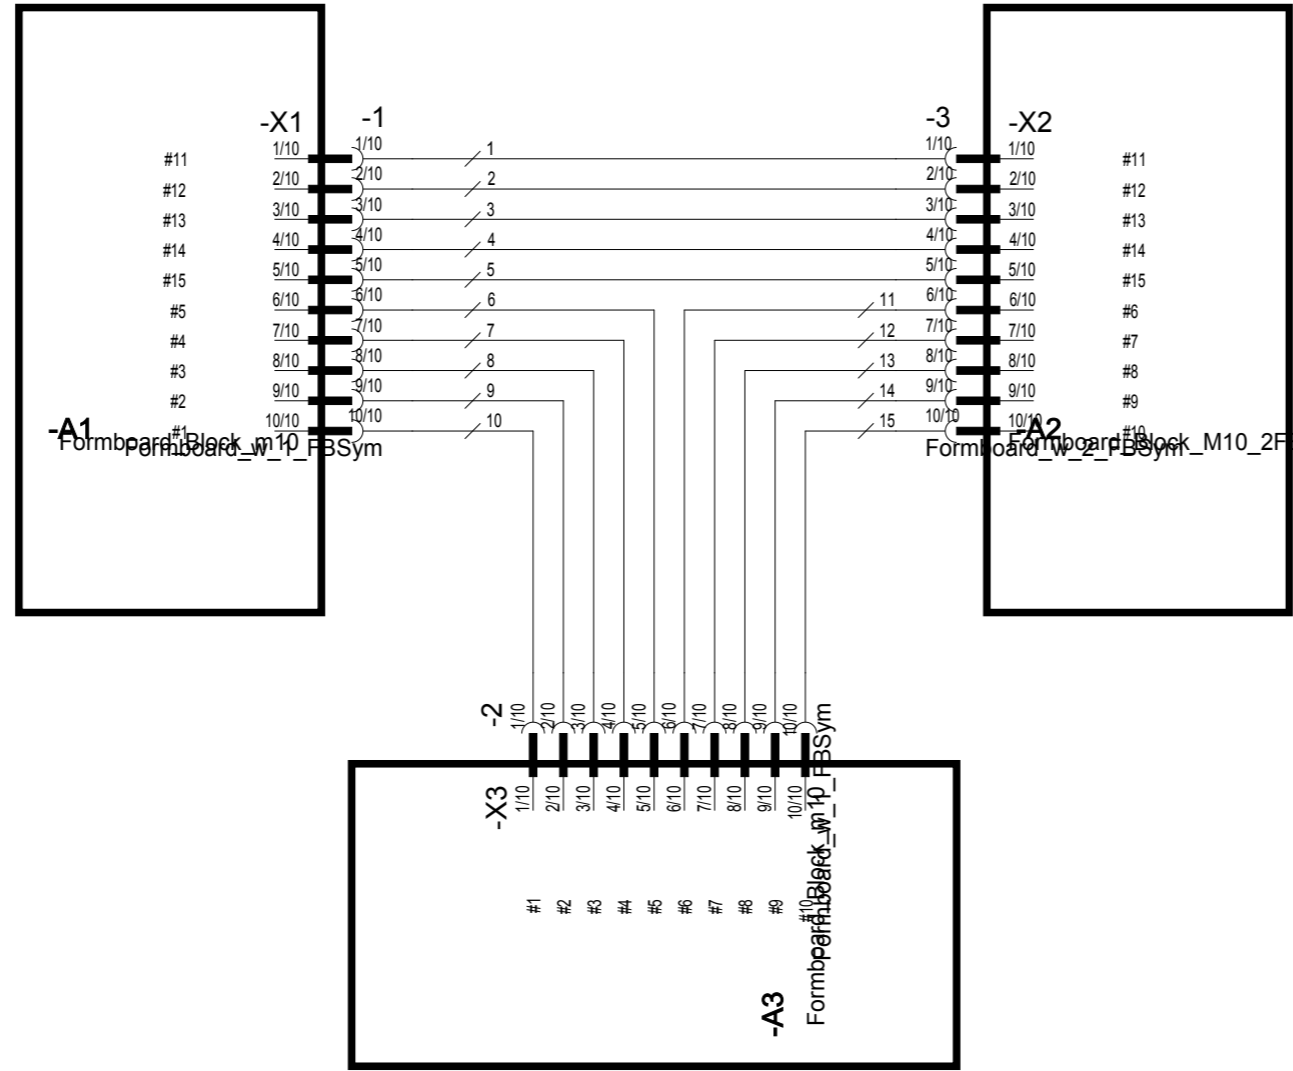 -X1 -1 -3 -X2
#11 1/10 1/10 1 1/10 1/10 #11
#12 2/10 2/10 2 2/10 2/10 #12
#13 3/10 3/10 3 3/10 3/10 #13
#14 4/10 4/10 4 4/10 4/10 #14
#15 5/10 5/10 5 5/10 5/10 #15
#5 6/10 6/10 6 11 6/10 6/10 #6
#4 7/10 7/10 7 12 7/10 7/10 #7
#3 8/10 8/10 8 13 8/10 8/10 #8
#2 9/10 9/10 9 14 9/10 9/10 #9
-A1 #1 10/10 10/10 10 15 10/10 10/10 -A2 #10
Formboard_Block_m10 Formboard_w_1_FBSym Formboard_w_2_FBSym Formboard_Block_M10_2F
-2 1/10 2/10 3/10 4/10 5/10 6/10 7/10 8/10 9/10 10/10
-X3 1/10 2/10 3/10 4/10 5/10 6/10 7/10 8/10 9/10 10/10
#1 #2 #3 #4 #5 #6 #7 #8 #9 #10
-A3
Formboard_Block_m10
Formboard_w_1_FBSym